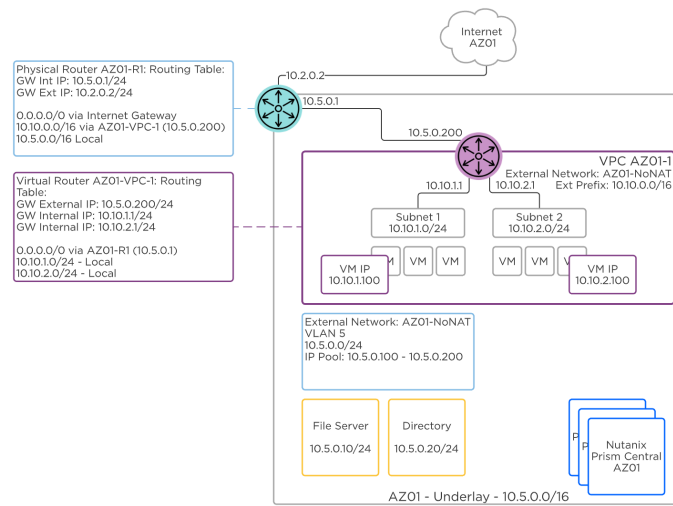 Internet
AZ01
Physical Router AZ01-R1: Routing Table:
GW Int IP: 10.5.0.1/24
GW Ext IP: 10.2.0.2/24
0.0.0.0/0 via Internet Gateway
10.10.0.0/16 via AZ01-VPC-1 (10.5.0.200)
10.5.0.0/16 Local
10.2.0.2
10.5.0.1
10.5.0.200
Virtual Router AZ01-VPC-1: Routing
Table:
GW External IP: 10.5.0.200/24
GW Internal IP: 10.10.1.1/24
GW Internal IP: 10.10.2.1/24
0.0.0.0/0 via AZ01-R1 (10.5.0.1)
10.10.1.0/24 - Local
10.10.2.0/24 - Local
VPC AZ01-1
External Network: AZ01-NoNAT
Ext Prefix: 10.10.0.0/16
10.10.1.1
10.10.2.1
Subnet 1
10.10.1.0/24
Subnet 2
10.10.2.0/24
VM VM
VM VM
VM IP
10.10.1.100
VM IP
10.10.2.100
External Network: AZ01-NoNAT
VLAN 5
10.5.0.0/24
IP Pool: 10.5.0.100 - 10.5.0.200
File Server
10.5.0.10/24
Directory
10.5.0.20/24
P
P
Nutanix
Prism Central
AZ01
AZ01 - Underlay - 10.5.0.0/16